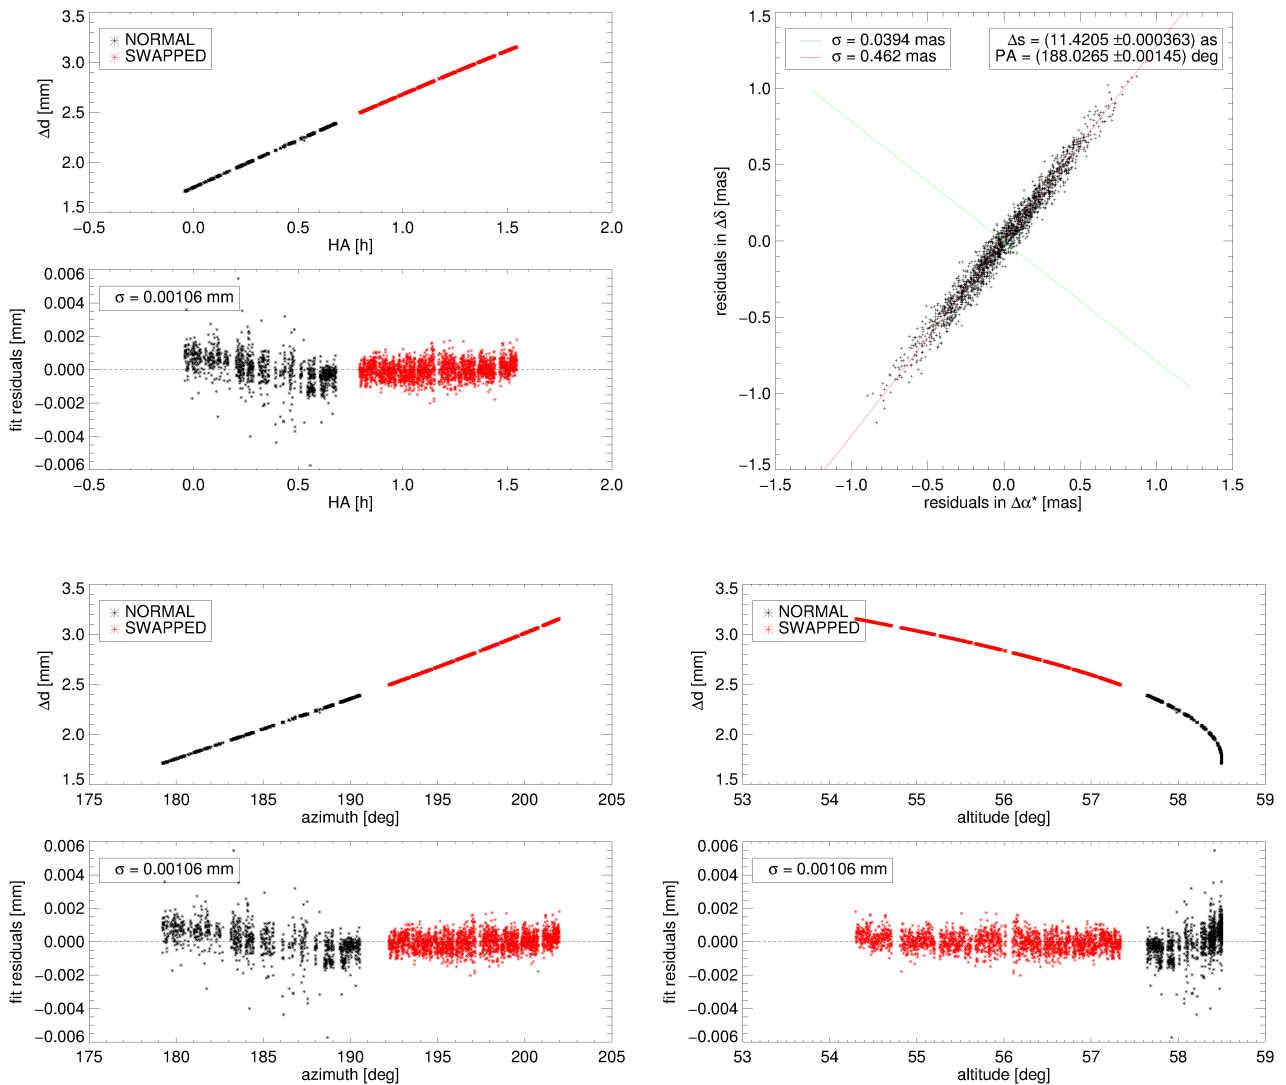 NORMAL
SWAPPED
Δd [mm]
3.5
3.0
2.5
2.0
1.5
−0.5 0.0 0.5 1.0 1.5 2.0
HA [h]
σ = 0.00106 mm
fit residuals [mm]
0.006
0.004
0.002
0.000
−0.002
−0.004
−0.006
−0.5 0.0 0.5 1.0 1.5 2.0
HA [h]
σ = 0.0394 mas
σ = 0.462 mas
Δs = (11.4205 ±0.000363) as
PA = (188.0265 ±0.00145) deg
residuals in Δδ [mas]
1.5
1.0
0.5
0.0
−0.5
−1.0
−1.5
−1.5 −1.0 −0.5 0.0 0.5 1.0 1.5
residuals in Δα* [mas]
NORMAL
SWAPPED
Δd [mm]
3.5
3.0
2.5
2.0
1.5
175 180 185 190 195 200 205
azimuth [deg]
σ = 0.00106 mm
fit residuals [mm]
0.006
0.004
0.002
0.000
−0.002
−0.004
−0.006
175 180 185 190 195 200 205
azimuth [deg]
NORMAL
SWAPPED
Δd [mm]
3.5
3.0
2.5
2.0
1.5
53 54 55 56 57 58 59
altitude [deg]
σ = 0.00106 mm
fit residuals [mm]
0.006
0.004
0.002
0.000
−0.002
−0.004
−0.006
53 54 55 56 57 58 59
altitude [deg]